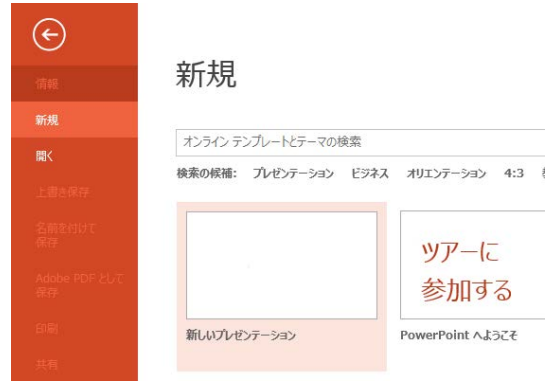 情報
新規
開く
上書き保存
名前を付けて
保存
Adobe PDF として
保存
印刷
共有
新規
オンライン テンプレートとテーマの検索
検索の候補: プレゼンテーション ビジネス オリエンテーション 4:3
新しいプレゼンテーション
ツアーに
参加する
PowerPoint へようこそ